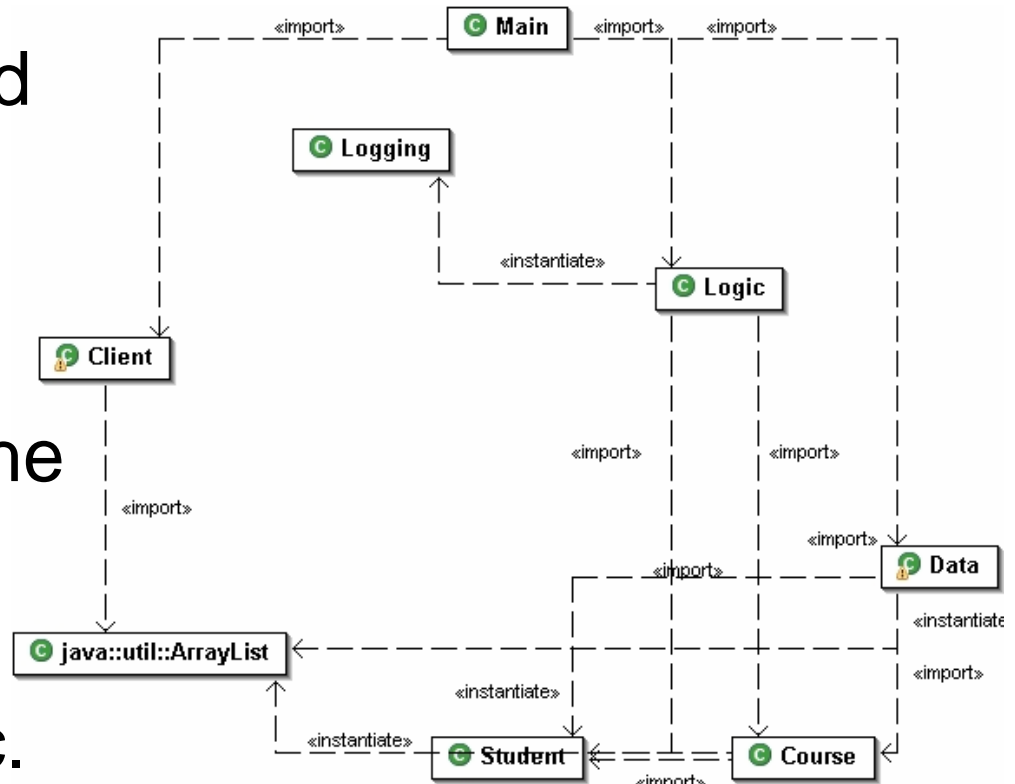 «import»
Main
«import»
«import»
d
Logging
«instantiate»
Logic
Client
ne
«import»
«import»
«import»
«import»
Data
«import»
«instantiate
java::util::ArrayList
«import»
«instantiate»
c.
«instantiate»
Student
Course
«import»